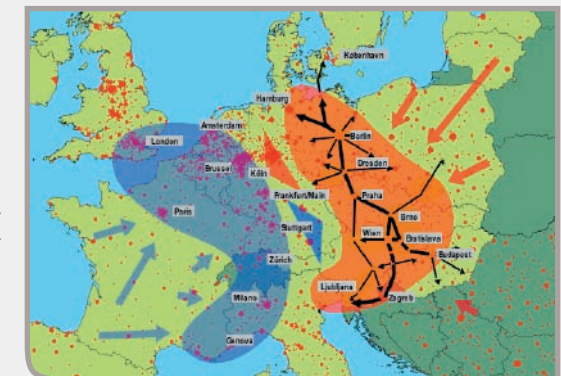 København
Hamburg
Amsterdam
Berlin
London
Brussel
Köln
Dresden
Frankfurt/Main
Praha
Paris
Brno
Stuttgart
Wien
Bratislava
Zürich
Budapest
Ljubljana
Milano
Zagreb
Genova